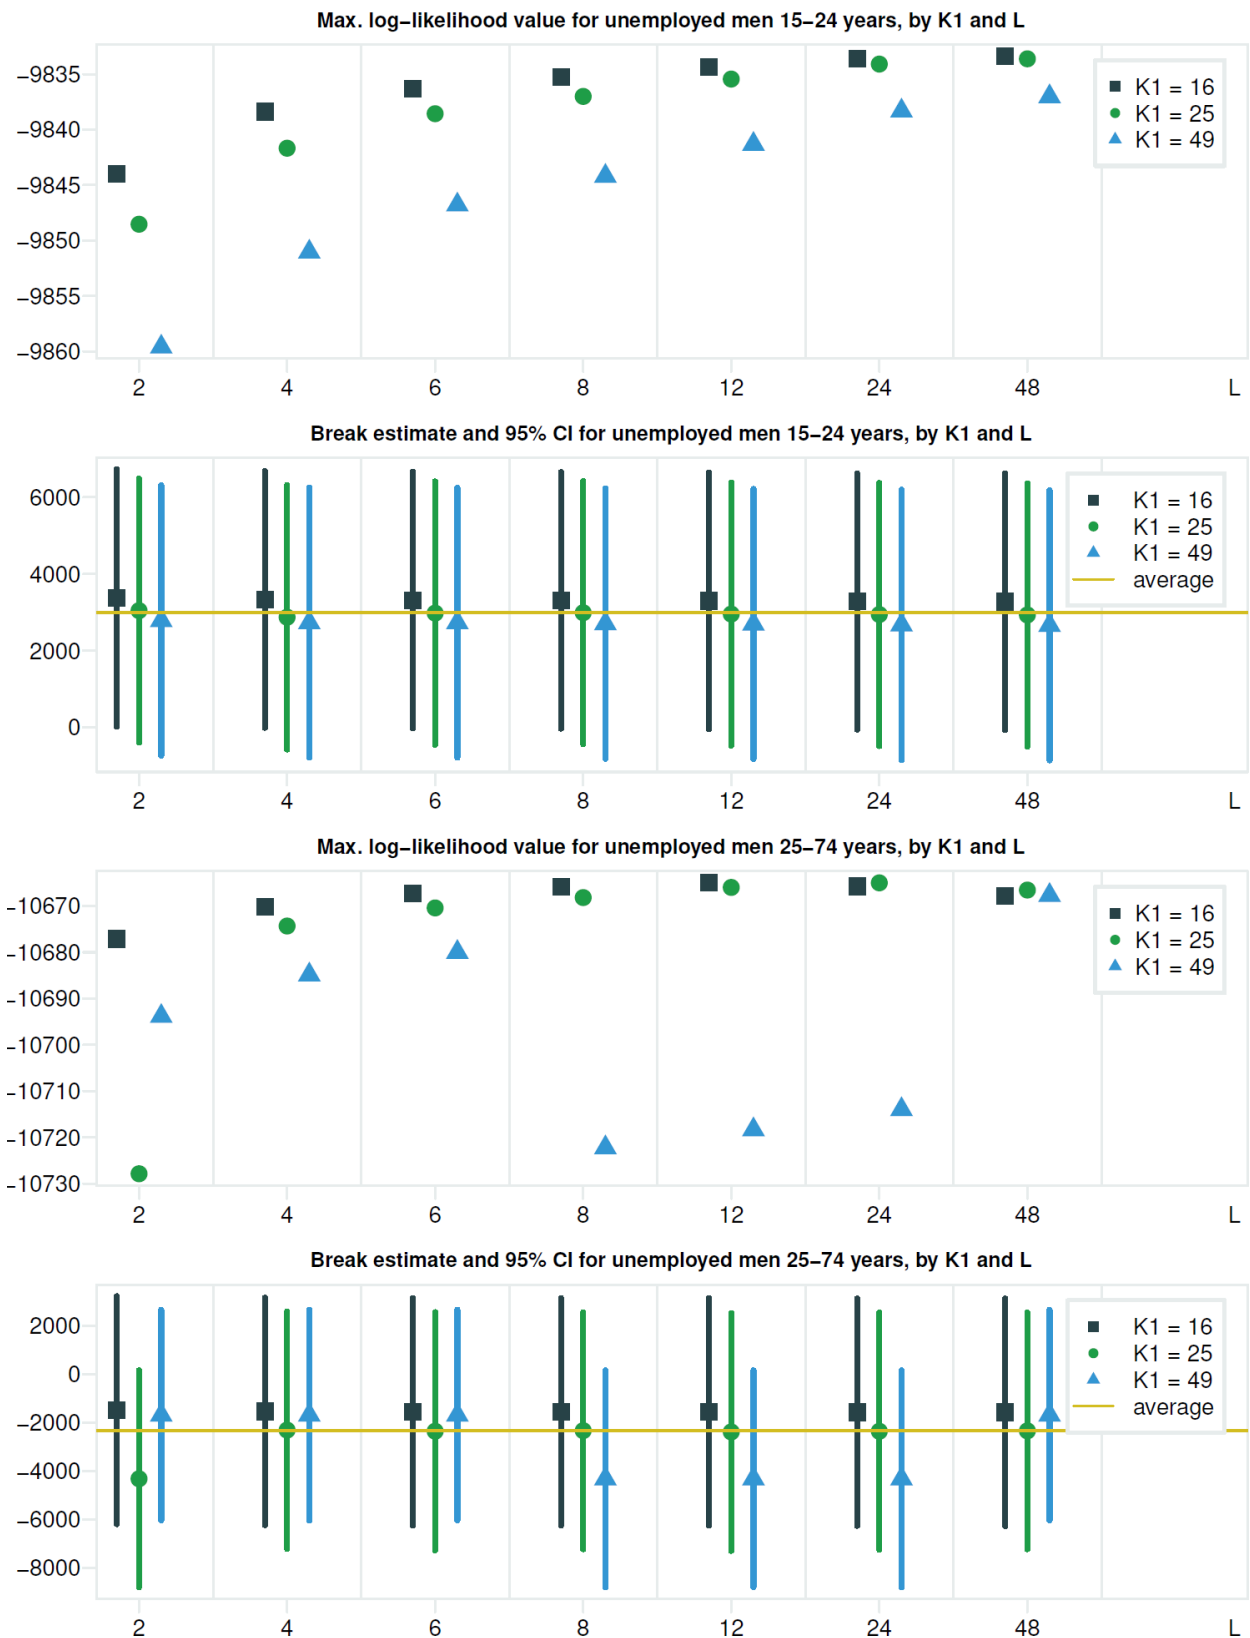 Max. log−likelihood value for unemployed men 15−24 years, by K1 and L
−9835
−9840
−9845
−9850
−9855
−9860
K1 = 16
K1 = 25
K1 = 49
2 4 6 8 12 24 48 L
Break estimate and 95% CI for unemployed men 15−24 years, by K1 and L
6000
4000
2000
0
K1 = 16
K1 = 25
K1 = 49
average
2 4 6 8 12 24 48 L
Max. log−likelihood value for unemployed men 25−74 years, by K1 and L
−10670
−10680
−10690
−10700
−10710
−10720
−10730
K1 = 16
K1 = 25
K1 = 49
2 4 6 8 12 24 48 L
Break estimate and 95% CI for unemployed men 25−74 years, by K1 and L
2000
0
−2000
−4000
−6000
−8000
K1 = 16
K1 = 25
K1 = 49
average
2 4 6 8 12 24 48 L